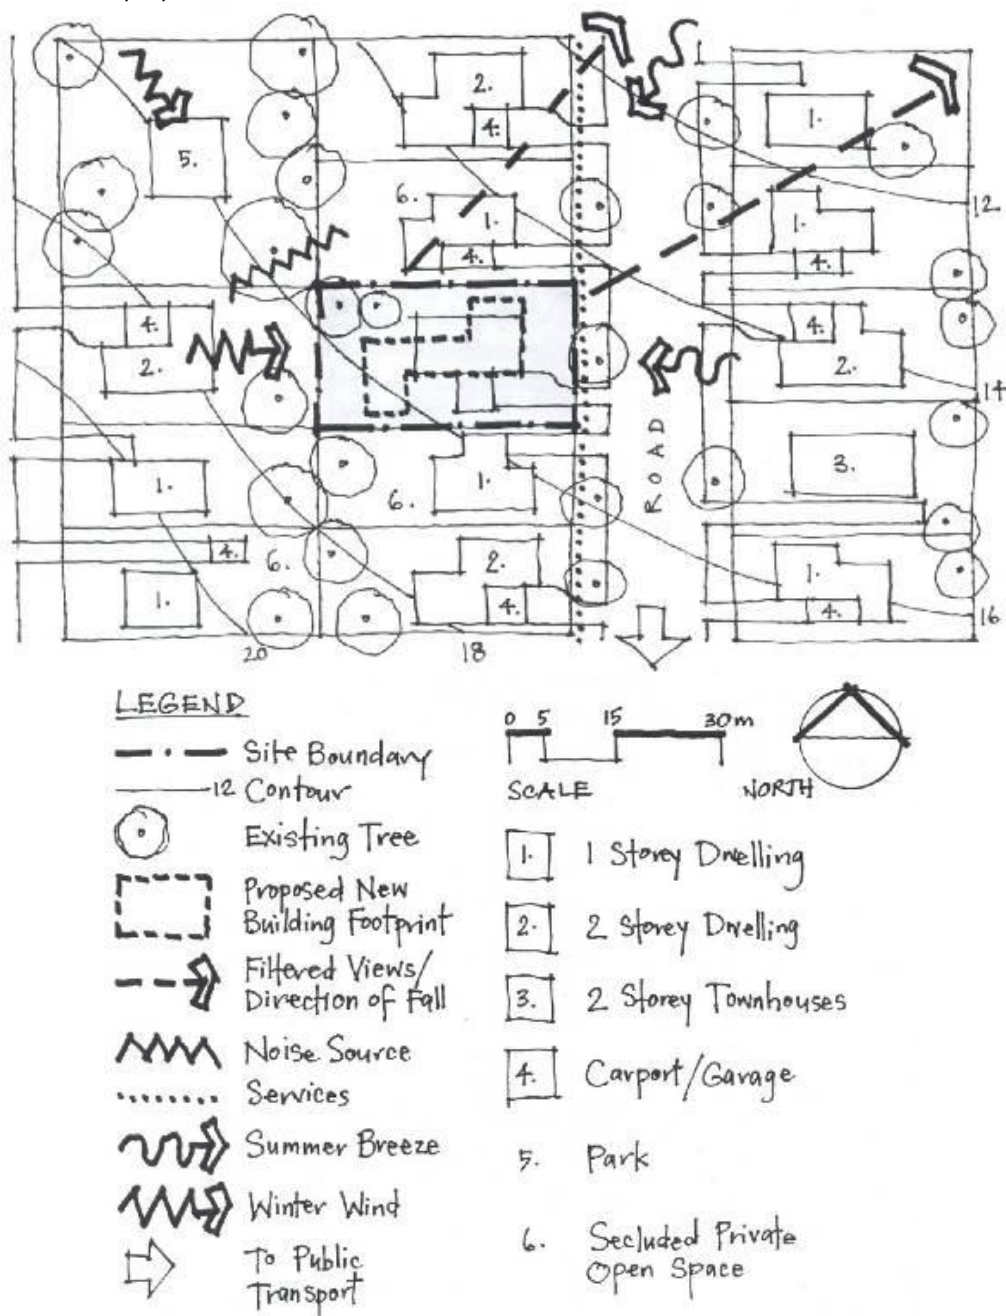 2.
4.
1.
5.
6.
1.
12
4.
1.
4.
4.
4.
2.
2.
14
ROAD
3.
1.
6.
1.
4.
6.
2.
1.
1.
4.
4.
16
20
18
LEGEND
Site Boundary
12 Contour
Existing Tree
Proposed New
Building Footprint
Filtered Views/
Direction of Fall
Noise Source
Services
Summer Breeze
Winter Wind
To Public
Transport
0 5 15 30m
SCALE
NORTH
1. 1 Storey Dwelling
2. 2 Storey Dwelling
3. 2 Storey Townhouses
4. Carport/Garage
5. Park
6. Secluded Private
Open Space